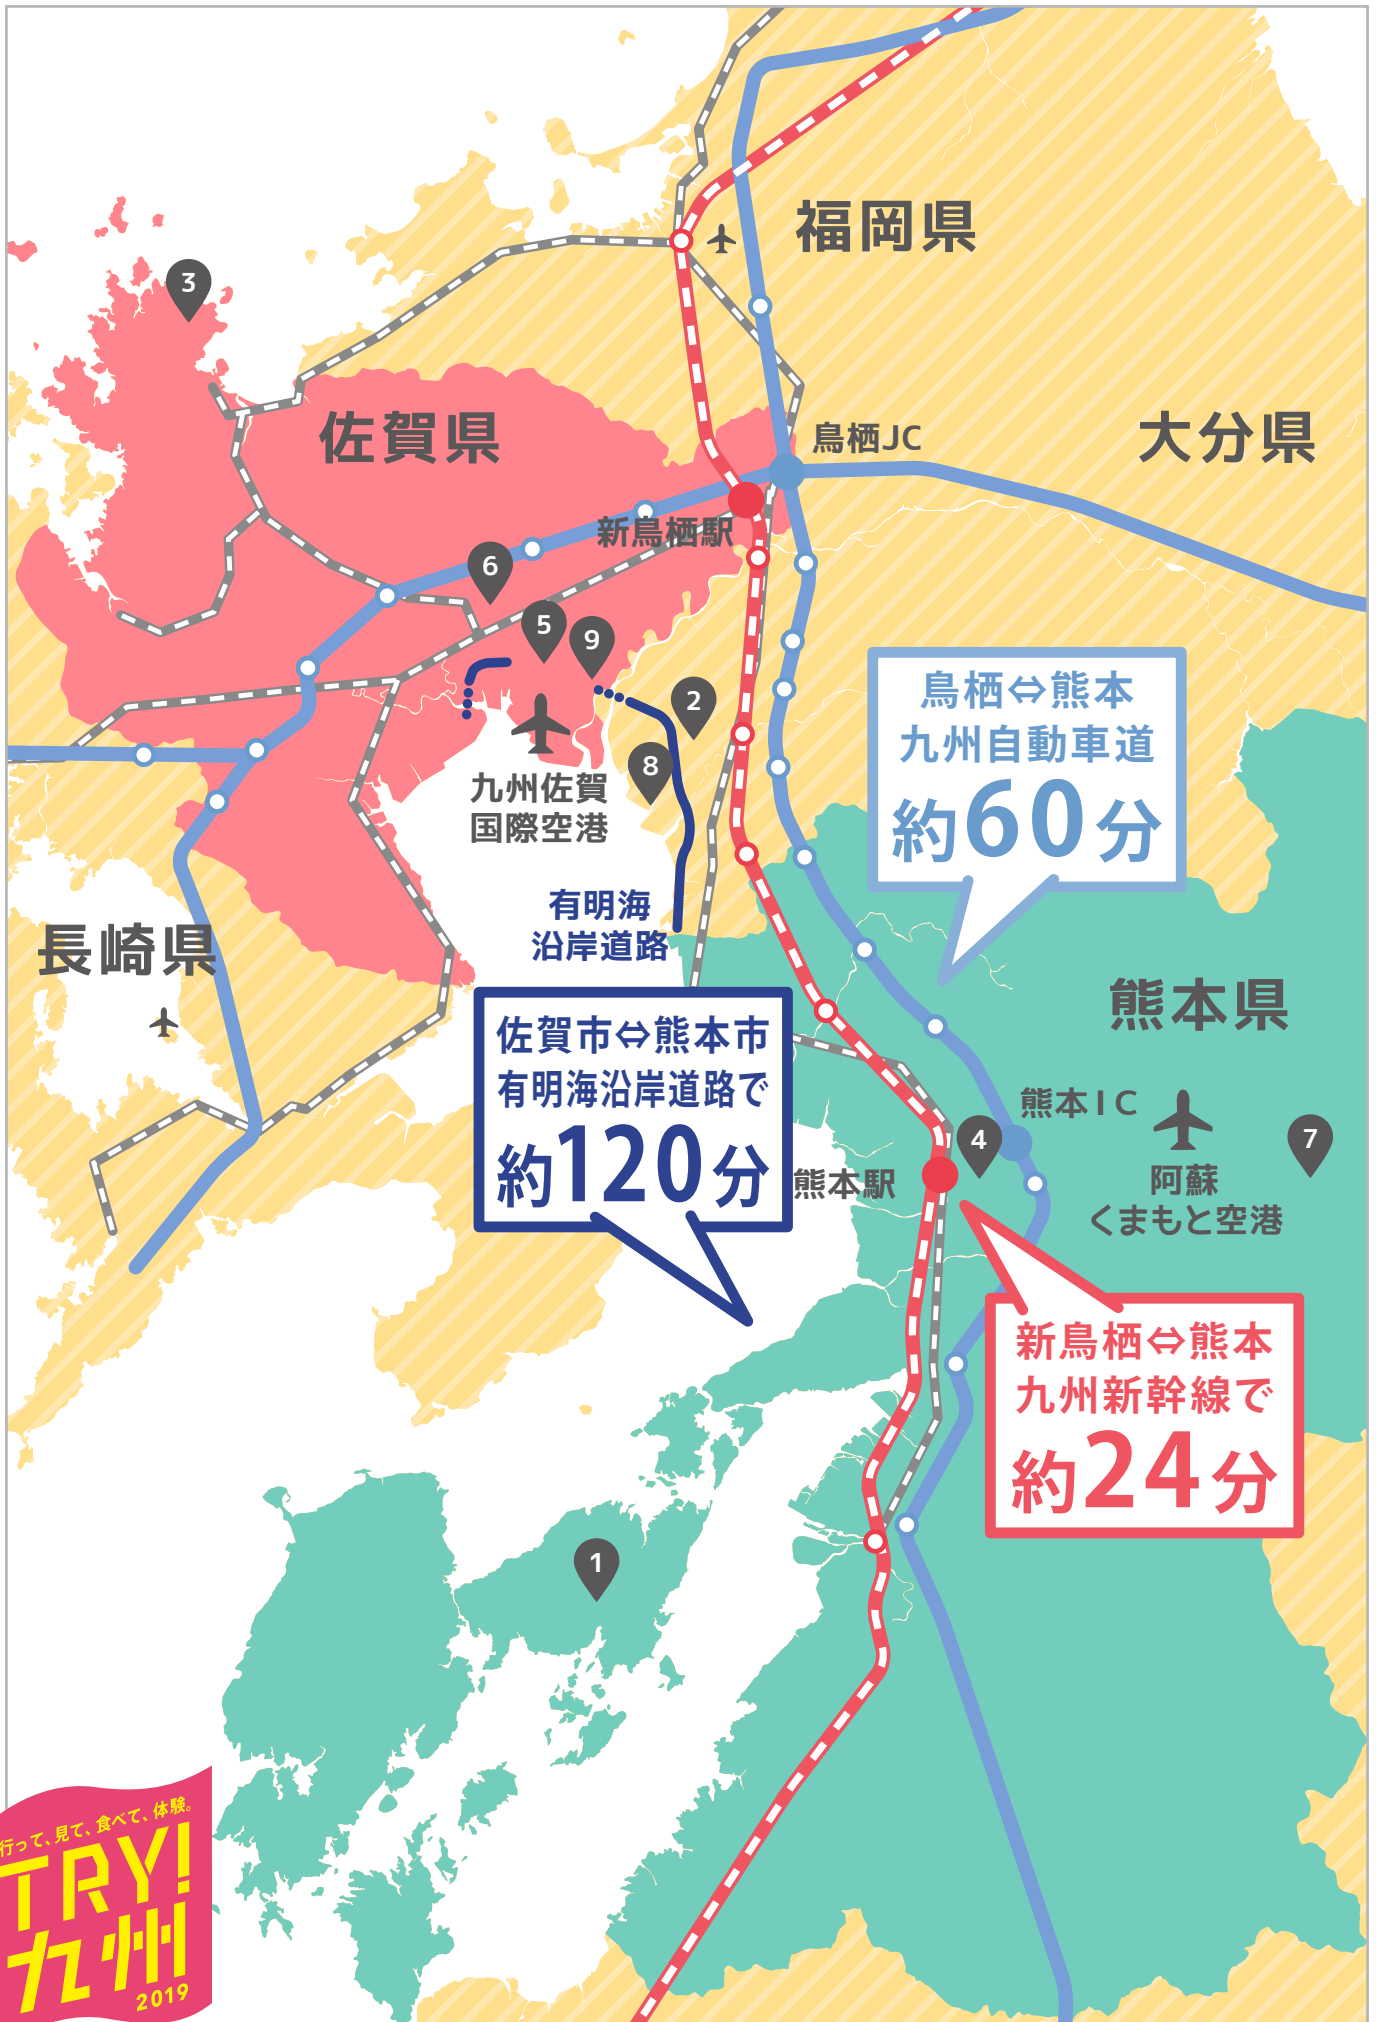 福岡県
3
佐賀県
鳥栖JC
大分県
新鳥栖駅
6
5
9
2
8
鳥栖⇔熊本
九州自動車道
約60分
九州佐賀
国際空港
有明海
沿岸道路
長崎県
熊本県
佐賀市⇔熊本市
有明海沿岸道路で
約120分
熊本IC
4
7
熊本駅
阿蘇
くまもと空港
新鳥栖⇔熊本
九州新幹線で
約24分
1
行って、見て、食べて、体験。
TRY!
九州
2019